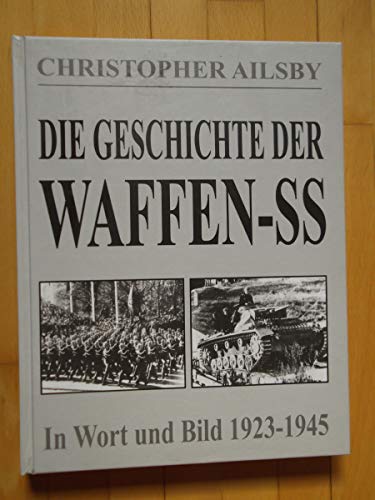 CHRISTOPHER AILSBY
DIE GESCHICHTE DER
WAFFEN-SS
In Wort und Bild 1923-1945